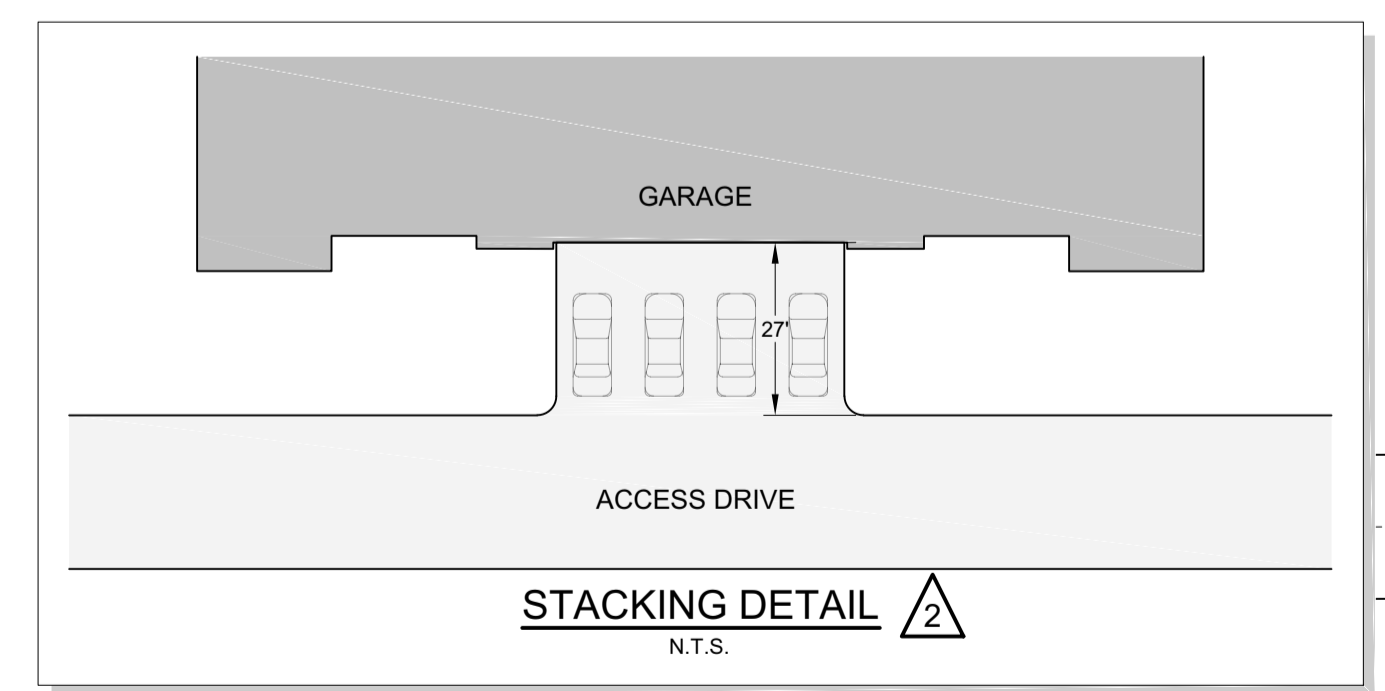 GARAGE
27'
ACCESS DRIVE
STACKING DETAIL 2
N.T.S.